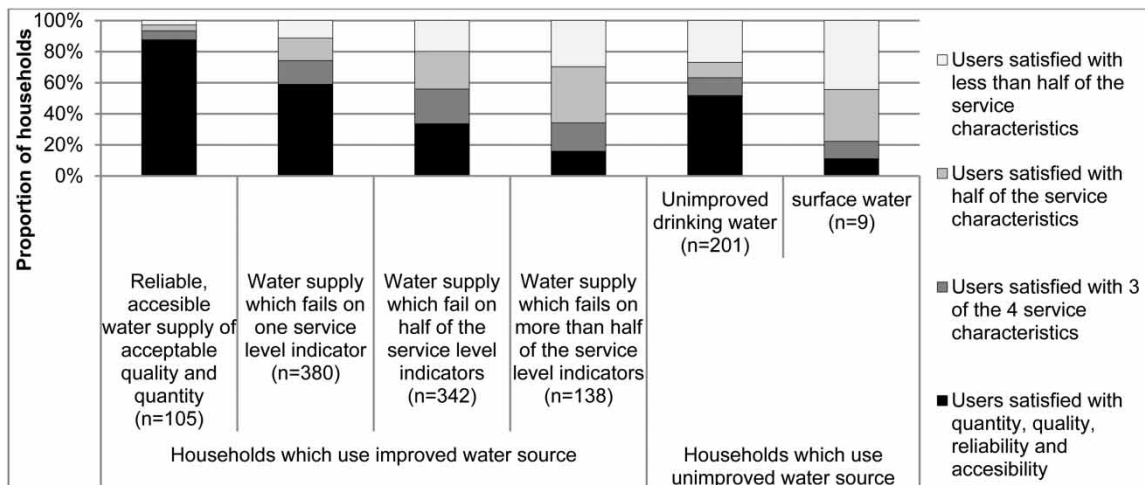 Proportion of households
100%
80%
60%
40%
20%
0%
Reliable,
accesible
water supply of
acceptable
quality and
quantity
(n=105)
Water supply
which fails on
one service
level indicator
(n=380)
Water supply
which fail on
half of the
service level
indicators
(n=342)
Water supply
which fails on
more than half
of the service
level indicators
(n=138)
Unimproved
drinking water
(n=201)
surface water
(n=9)
Households which use improved water source
Households which use
unimproved water source
Users satisfied with
less than half of the
service
characteristics
Users satisfied with
half of the service
characteristics
Users satisfied with 3
of the 4 service
characteristics
Users satisfied with
quantity, quality,
reliability and
accesibility